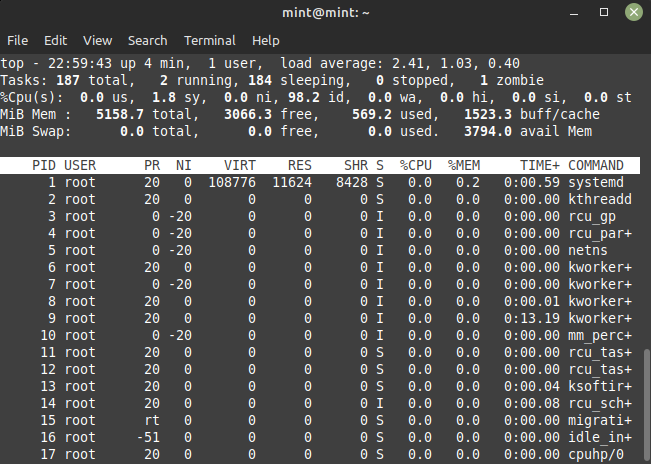 mint@mint: ~
File Edit View Search Terminal Help
top - 22:59:43 up 4 min,  1 user,  load average: 2.41, 1.03, 0.40
Tasks: 187 total,   2 running, 184 sleeping,   0 stopped,   1 zombie
%Cpu(s):  0.0 us,  1.8 sy,  0.0 ni, 98.2 id,  0.0 wa,  0.0 hi,  0.0 si,  0.0 st
MiB Mem :   5158.7 total,   3066.3 free,    569.2 used,   1523.3 buff/cache
MiB Swap:      0.0 total,      0.0 free,      0.0 used.   3794.0 avail Mem
PID USER      PR  NI    VIRT    RES    SHR S  %CPU  %MEM     TIME+ COMMAND
1 root      20   0  108776  11624   8428 S   0.0   0.2   0:00.59 systemd
2 root      20   0       0      0      0 S   0.0   0.0   0:00.00 kthreadd
3 root       0 -20       0      0      0 I   0.0   0.0   0:00.00 rcu_gp
4 root       0 -20       0      0      0 I   0.0   0.0   0:00.00 rcu_par+
5 root       0 -20       0      0      0 I   0.0   0.0   0:00.00 netns
6 root      20   0       0      0      0 I   0.0   0.0   0:00.00 kworker+
7 root       0 -20       0      0      0 I   0.0   0.0   0:00.00 kworker+
8 root      20   0       0      0      0 I   0.0   0.0   0:00.01 kworker+
9 root      20   0       0      0      0 I   0.0   0.0   0:13.19 kworker+
10 root       0 -20       0      0      0 I   0.0   0.0   0:00.00 mm_perc+
11 root      20   0       0      0      0 S   0.0   0.0   0:00.00 rcu_tas+
12 root      20   0       0      0      0 S   0.0   0.0   0:00.00 rcu_tas+
13 root      20   0       0      0      0 S   0.0   0.0   0:00.04 ksoftir+
14 root      20   0       0      0      0 I   0.0   0.0   0:00.08 rcu_sch+
15 root      rt   0       0      0      0 S   0.0   0.0   0:00.00 migrati+
16 root     -51   0       0      0      0 S   0.0   0.0   0:00.00 idle_in+
17 root      20   0       0      0      0 S   0.0   0.0   0:00.00 cpuhp/0